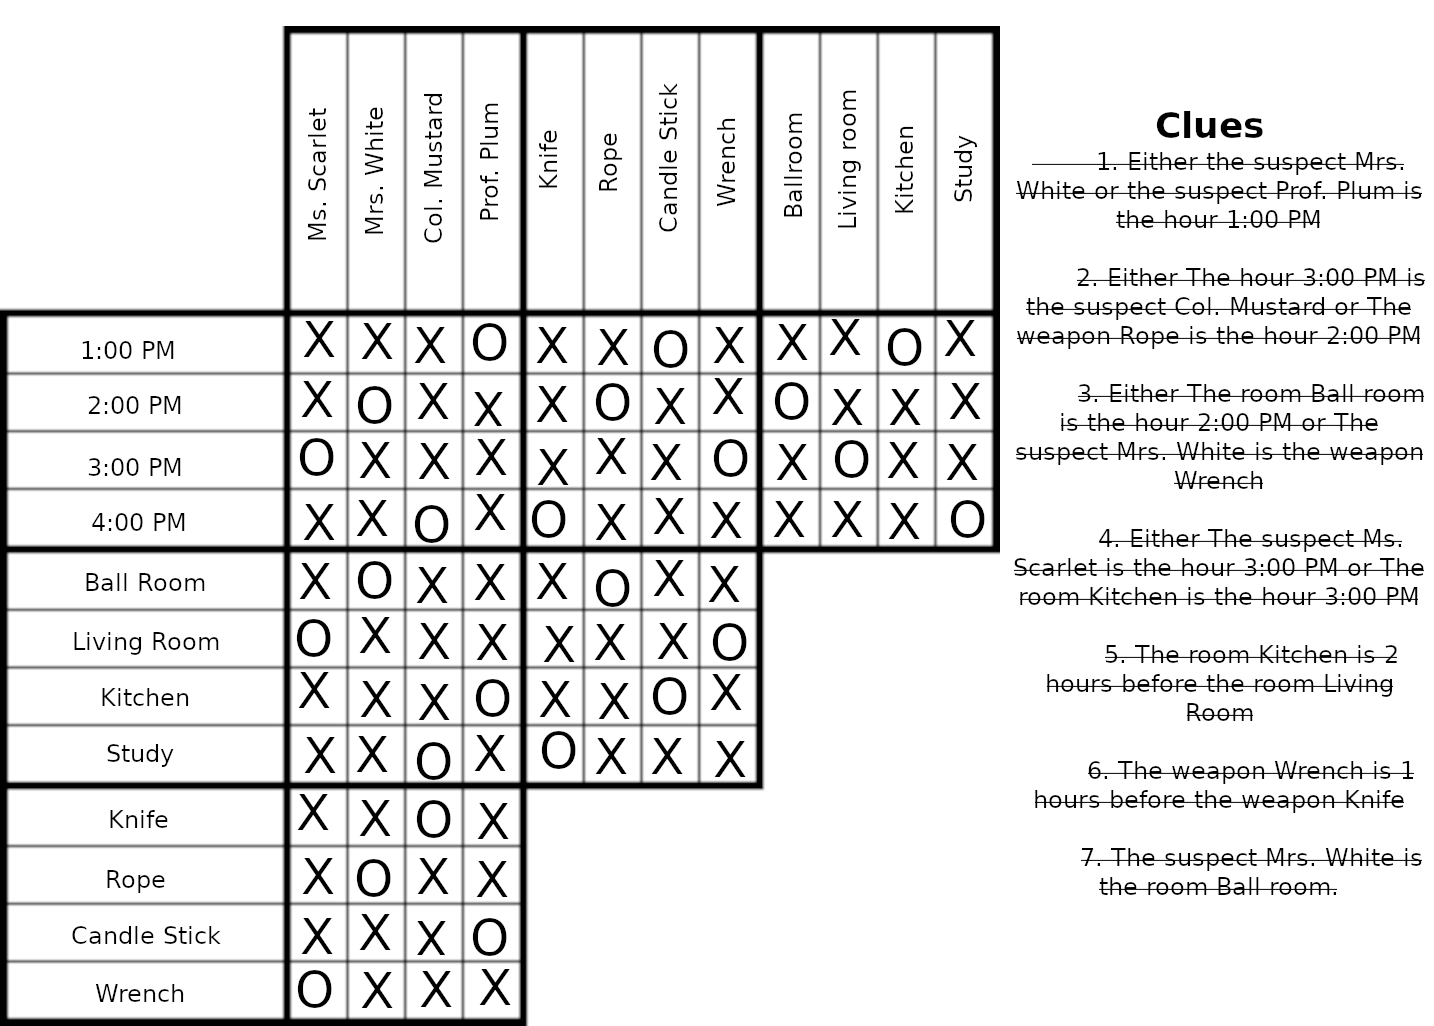 Ms. Scarlet
Mrs. White
Col. Mustard
Prof. Plum
Knife
Rope
Candle Stick
Wrench
Ballroom
Living room
Kitchen
Study
1:00 PM X X X O X X O X X X O X
2:00 PM X O X X X O X X O X X X
3:00 PM O X X X X X X O X O X X
4:00 PM X X O X O X X X X X X O
Ball Room X O X X X O X X
Living Room O X X X X X X O
Kitchen X X X O X X O X
Study X X O X O X X X
Knife X X O X
Rope X O X X
Candle Stick X X X O
Wrench O X X X
Clues
1. Either the suspect Mrs.
White or the suspect Prof. Plum is
the hour 1:00 PM
2. Either The hour 3:00 PM is
the suspect Col. Mustard or The
weapon Rope is the hour 2:00 PM
3. Either The room Ball room
is the hour 2:00 PM or The
suspect Mrs. White is the weapon
Wrench
4. Either The suspect Ms.
Scarlet is the hour 3:00 PM or The
room Kitchen is the hour 3:00 PM
5. The room Kitchen is 2
hours before the room Living
Room
6. The weapon Wrench is 1
hours before the weapon Knife
7. The suspect Mrs. White is
the room Ball room.